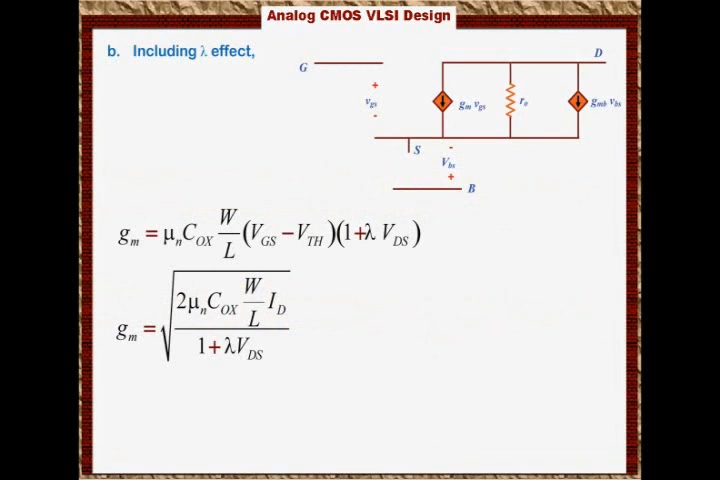 Analog CMOS VLSI Design
b. Including λ effect,
G
D
+
v_gs
-
g_m v_gs
r_o
g_mb v_bs
S
-
V_bs
+
B
g_m = μ_n C_OX W/L (V_GS − V_TH)(1+λ V_DS)
g_m = √(2μ_n C_OX W/L I_D / 1+λV_DS)